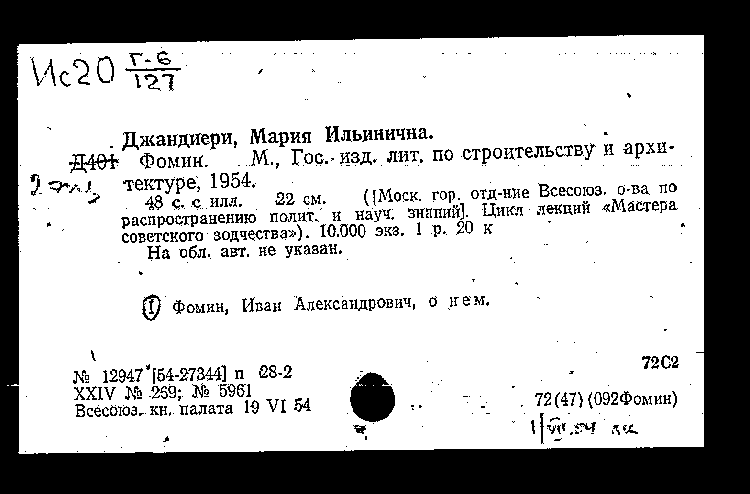 Ис20 Г-6
127
Джандиери, Мария Ильинична.
Д401 Фомин. М., Гос. изд. лит. по строительству и архи-
2 экз. тектуре, 1954.
48 с. с илл. 22 см. ([Моск. гор. отд-ние Всесоюз. о-ва по
распространению полит. и науч. знаний]. Цикл лекций «Мастера
советского зодчества»). 10.000 экз. 1 р. 20 к
На обл. авт. не указан.
I Фомин, Иван Александрович, о нем.
72С2
№ 12947 [54-27344] п 28-2
XXIV № 269; № 5961
72(47)(092Фомин)
Всесоюз. кн. палата 19 VI 54